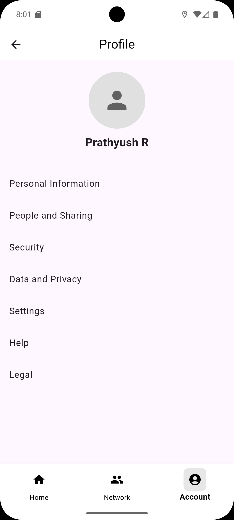 8:01
Profile
Prathyush R
Personal Information
People and Sharing
Security
Data and Privacy
Settings
Help
Legal
Home
Network
Account